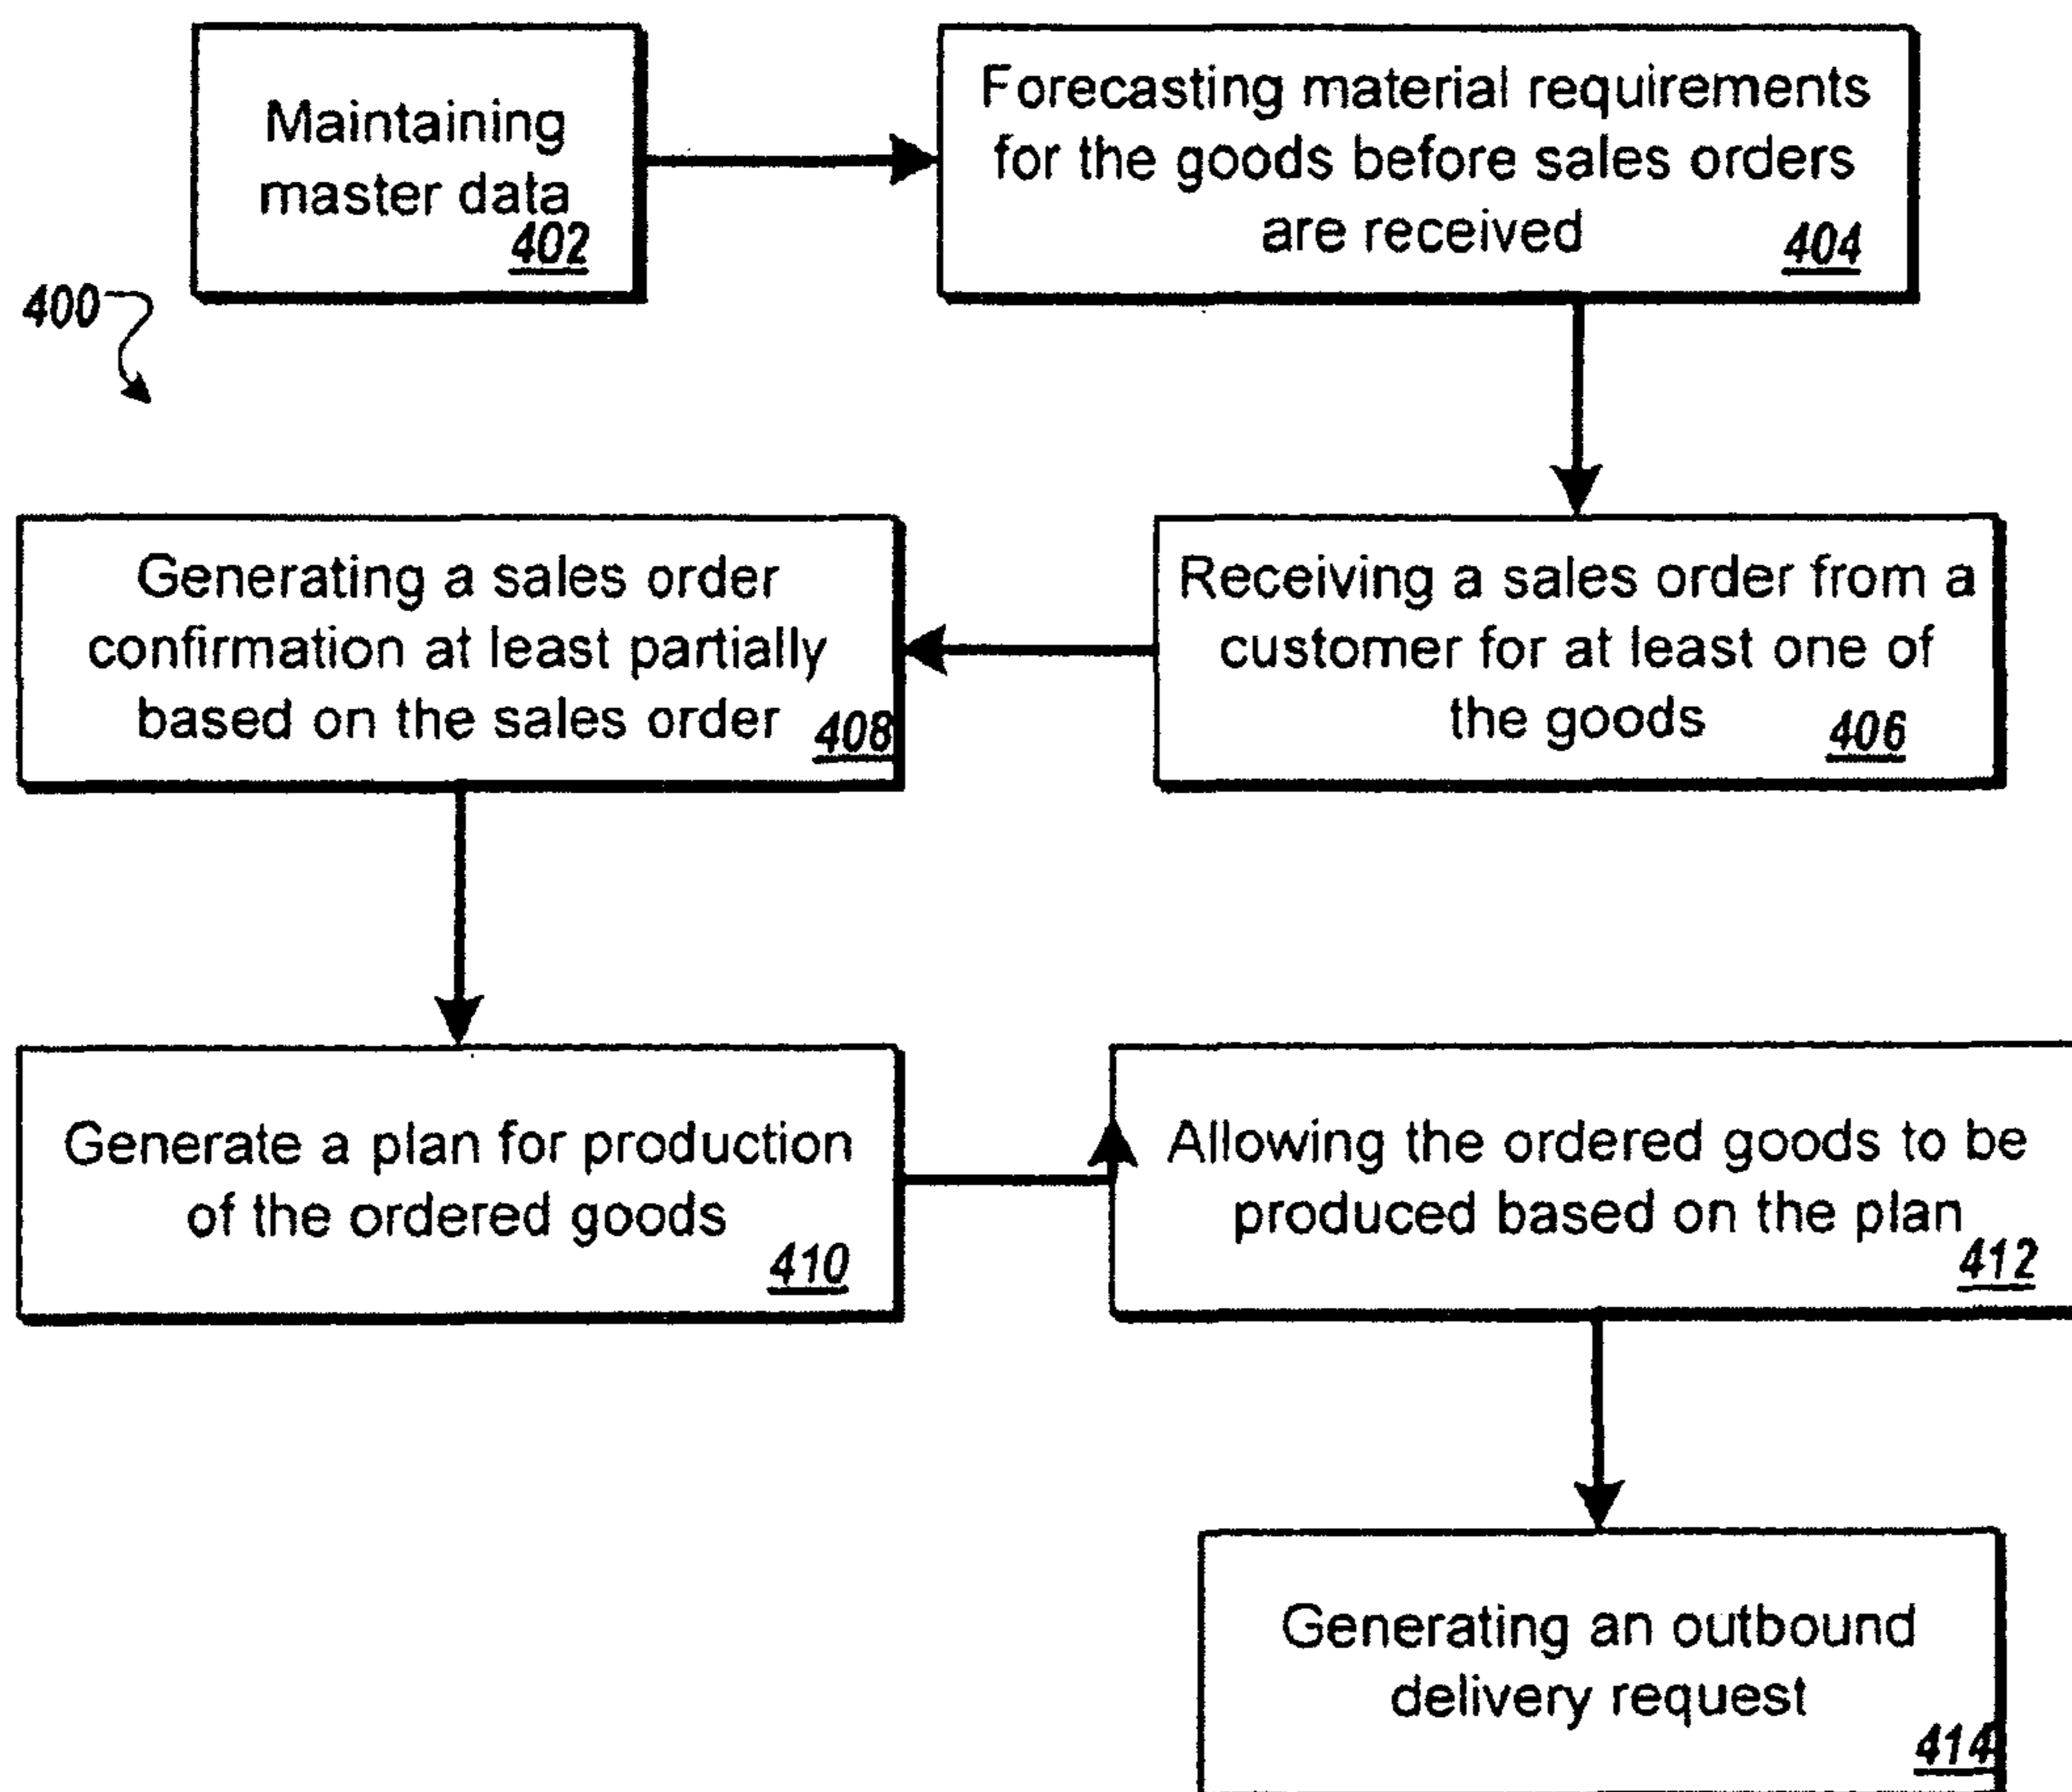 Maintaining
master data
402
Forecasting material requirements
for the goods before sales orders
are received
404
400
Receiving a sales order from a
customer for at least one of
the goods
406
Generating a sales order
confirmation at least partially
based on the sales order
408
Generate a plan for production
of the ordered goods
410
Allowing the ordered goods to be
produced based on the plan
412
Generating an outbound
delivery request
414